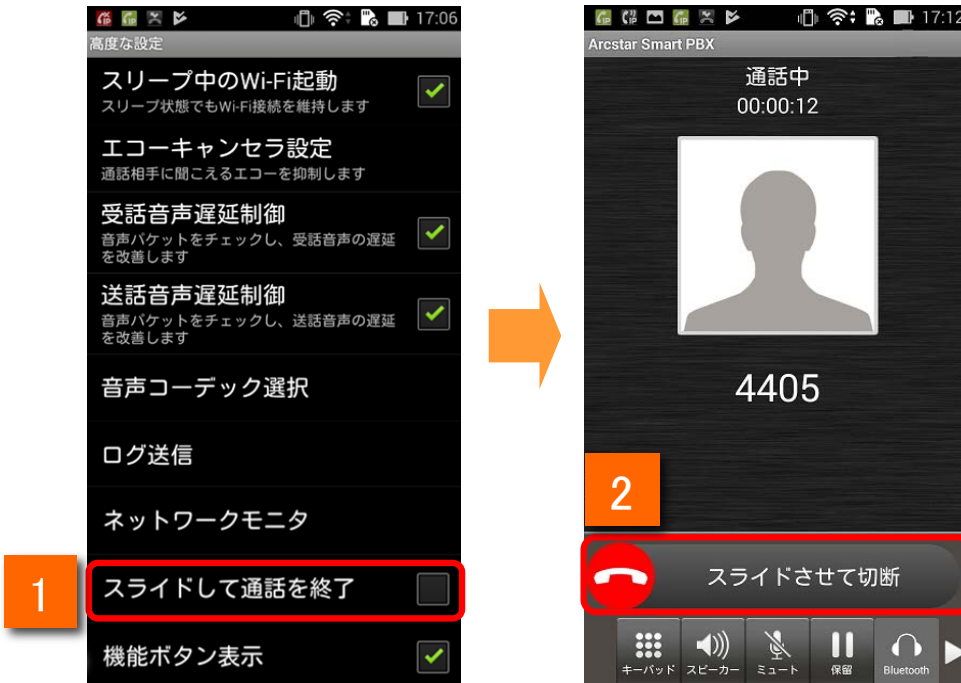 17:06
高度な設定
スリープ中のWi-Fi起動
スリープ状態でもWi-Fi接続を維持します
エコーキャンセラ設定
通話相手に聞こえるエコーを抑制します
受話音声遅延制御
音声パケットをチェックし、受話音声の遅延
を改善します
送話音声遅延制御
音声パケットをチェックし、送話音声の遅延
を改善します
音声コーデック選択
ログ送信
ネットワークモニタ
1
スライドして通話を終了
機能ボタン表示
17:12
Arcstar Smart PBX
通話中
00:00:12
4405
2
スライドさせて切断
キーパッド スピーカー ミュート 保留 Bluetooth